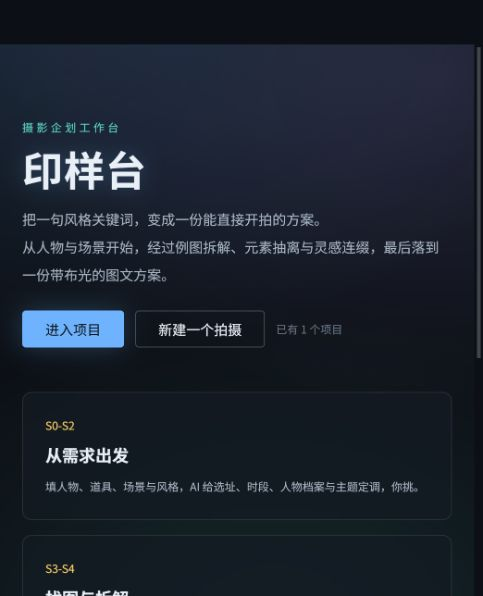 摄影企划工作台
印样台
把一句风格关键词，变成一份能直接开拍的方案。
从人物与场景开始，经过例图拆解、元素抽离与灵感连缀，最后落到
一份带布光的图文方案。
进入项目
新建一个拍摄
已有 1 个项目
S0-S2
从需求出发
填人物、道具、场景与风格，AI 给选址、时段、人物档案与主题定调，你挑。
S3-S4
找图与拆解